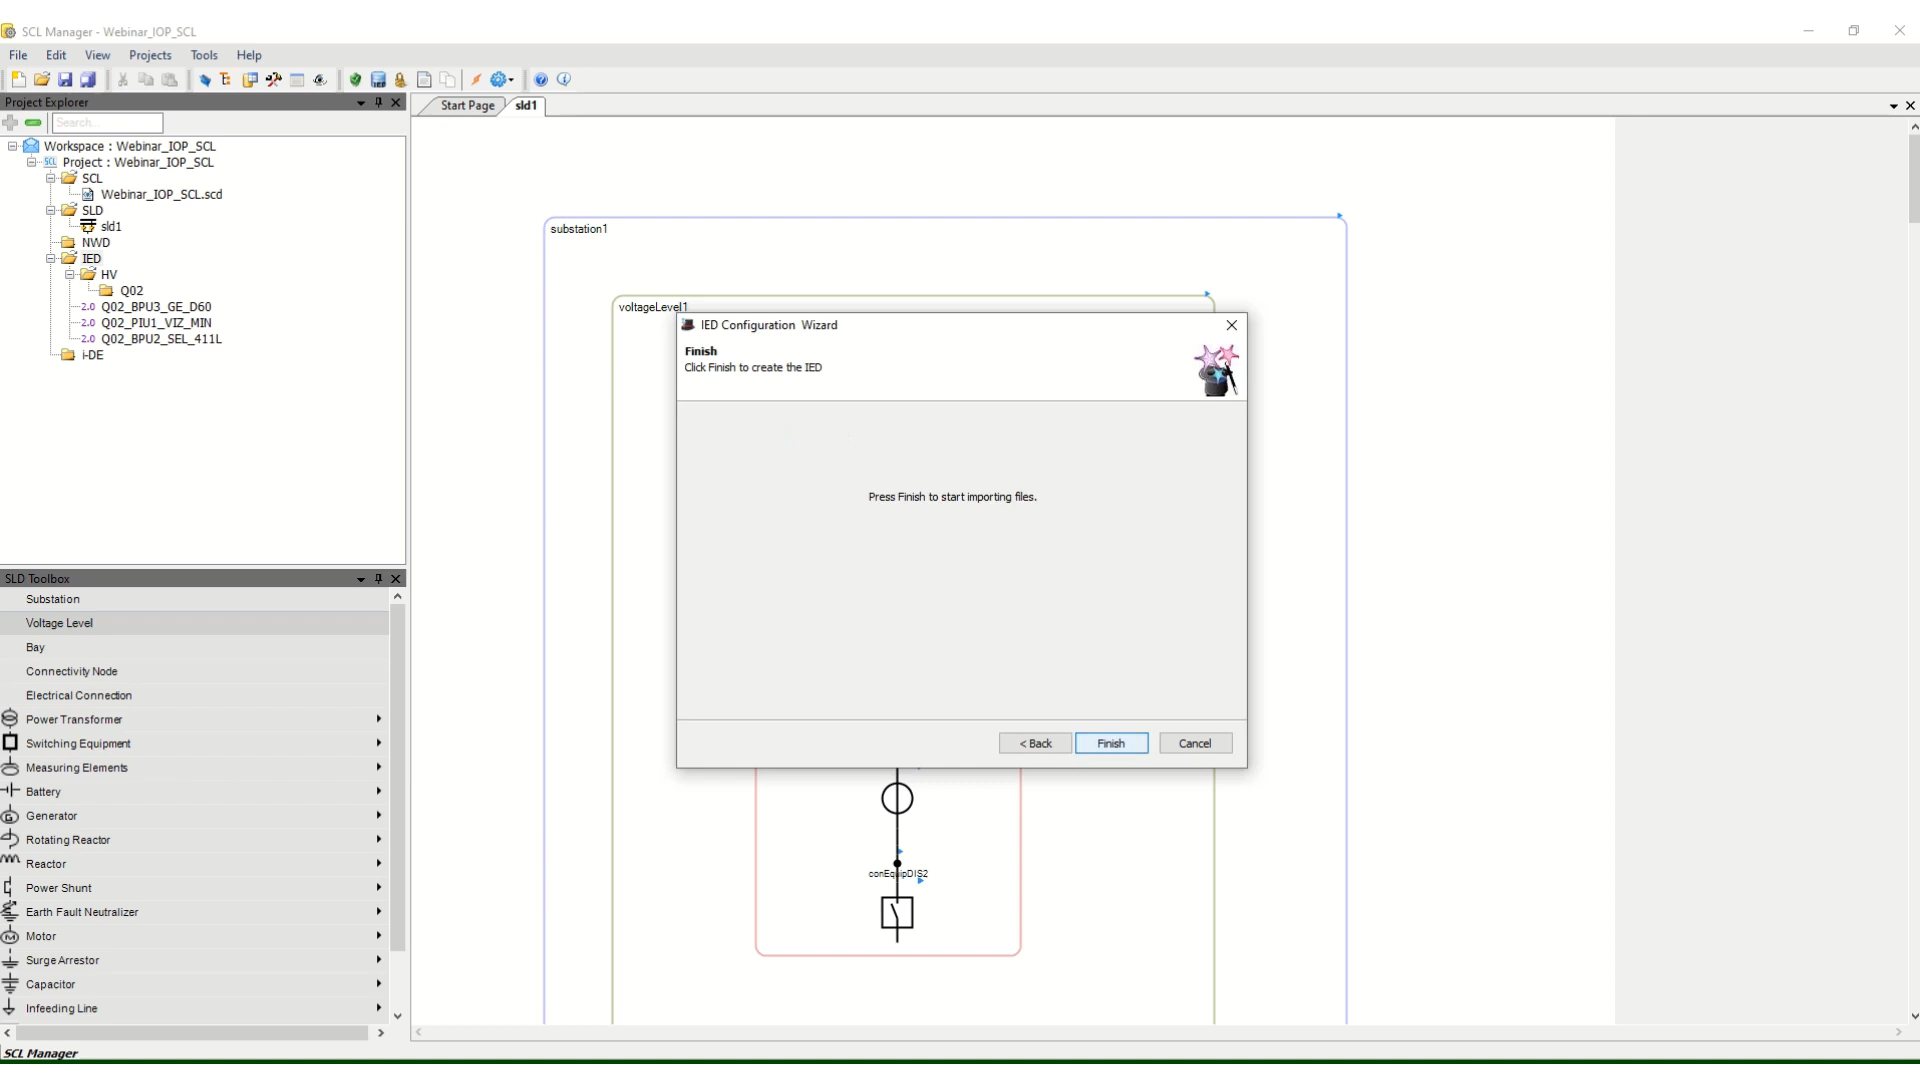 SCL Manager - Webinar_IOP_SCL
File Edit View Projects Tools Help
Project Explorer
Start Page sld1
Search...
Workspace : Webinar_IOP_SCL
Project : Webinar_IOP_SCL
SCL
Webinar_IOP_SCL.scd
SLD
sld1
NWD
IED
HV
Q02
2.0 Q02_BPU3_GE_D60
2.0 Q02_PIU1_VIZ_MIN
2.0 Q02_BPU2_SEL_411L
i-DE
substation1
voltageLevel1
IED Configuration Wizard
Finish
Click Finish to create the IED
Press Finish to start importing files.
< Back Finish Cancel
conEquipDIS2
SLD Toolbox
Substation
Voltage Level
Bay
Connectivity Node
Electrical Connection
Power Transformer
Switching Equipment
Measuring Elements
Battery
Generator
Rotating Reactor
Reactor
Power Shunt
Earth Fault Neutralizer
Motor
Surge Arrestor
Capacitor
Infeeding Line
SCL Manager